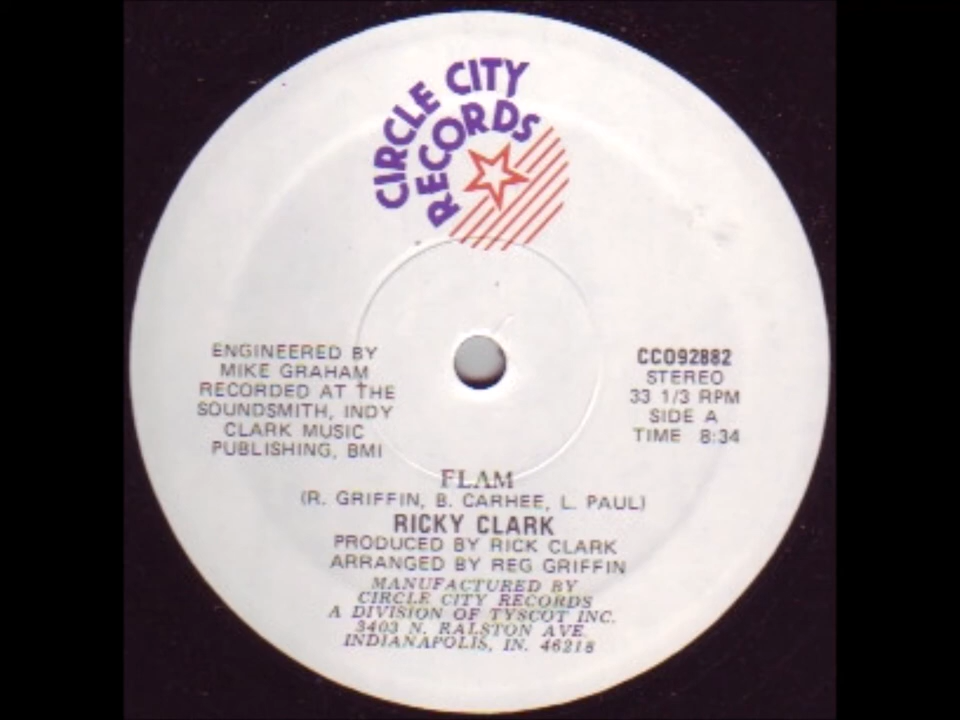 CIRCLE CITY
RECORDS
ENGINEERED BY
MIKE GRAHAM
RECORDED AT THE
SOUNDSMITH, INDY
CLARK MUSIC
PUBLISHING, BMI
CC092882
STEREO
33 1/3 RPM
SIDE A
TIME 8:34
FLAM
(R. GRIFFIN, B. CARHEE, L. PAUL)
RICKY CLARK
PRODUCED BY RICK CLARK
ARRANGED BY REG GRIFFIN
MANUFACTURED BY
CIRCLE CITY RECORDS
A DIVISION OF TYSCOT INC.
3403 N. RALSTON AVE.
INDIANAPOLIS, IN. 46218